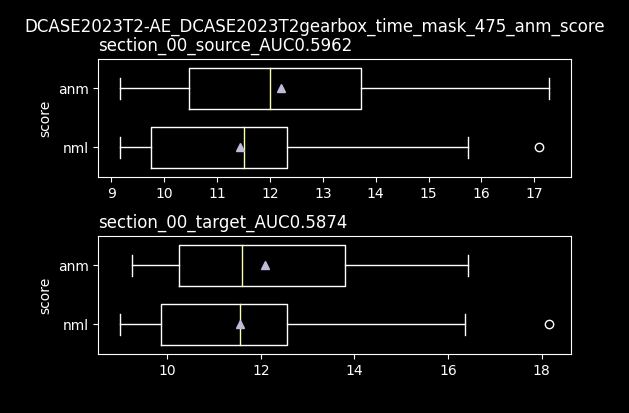 DCASE2023T2-AE_DCASE2023T2gearbox_time_mask_475_anm_score
section_00_source_AUC0.5962
score
anm
nml
9 10 11 12 13 14 15 16 17
section_00_target_AUC0.5874
score
anm
nml
10 12 14 16 18